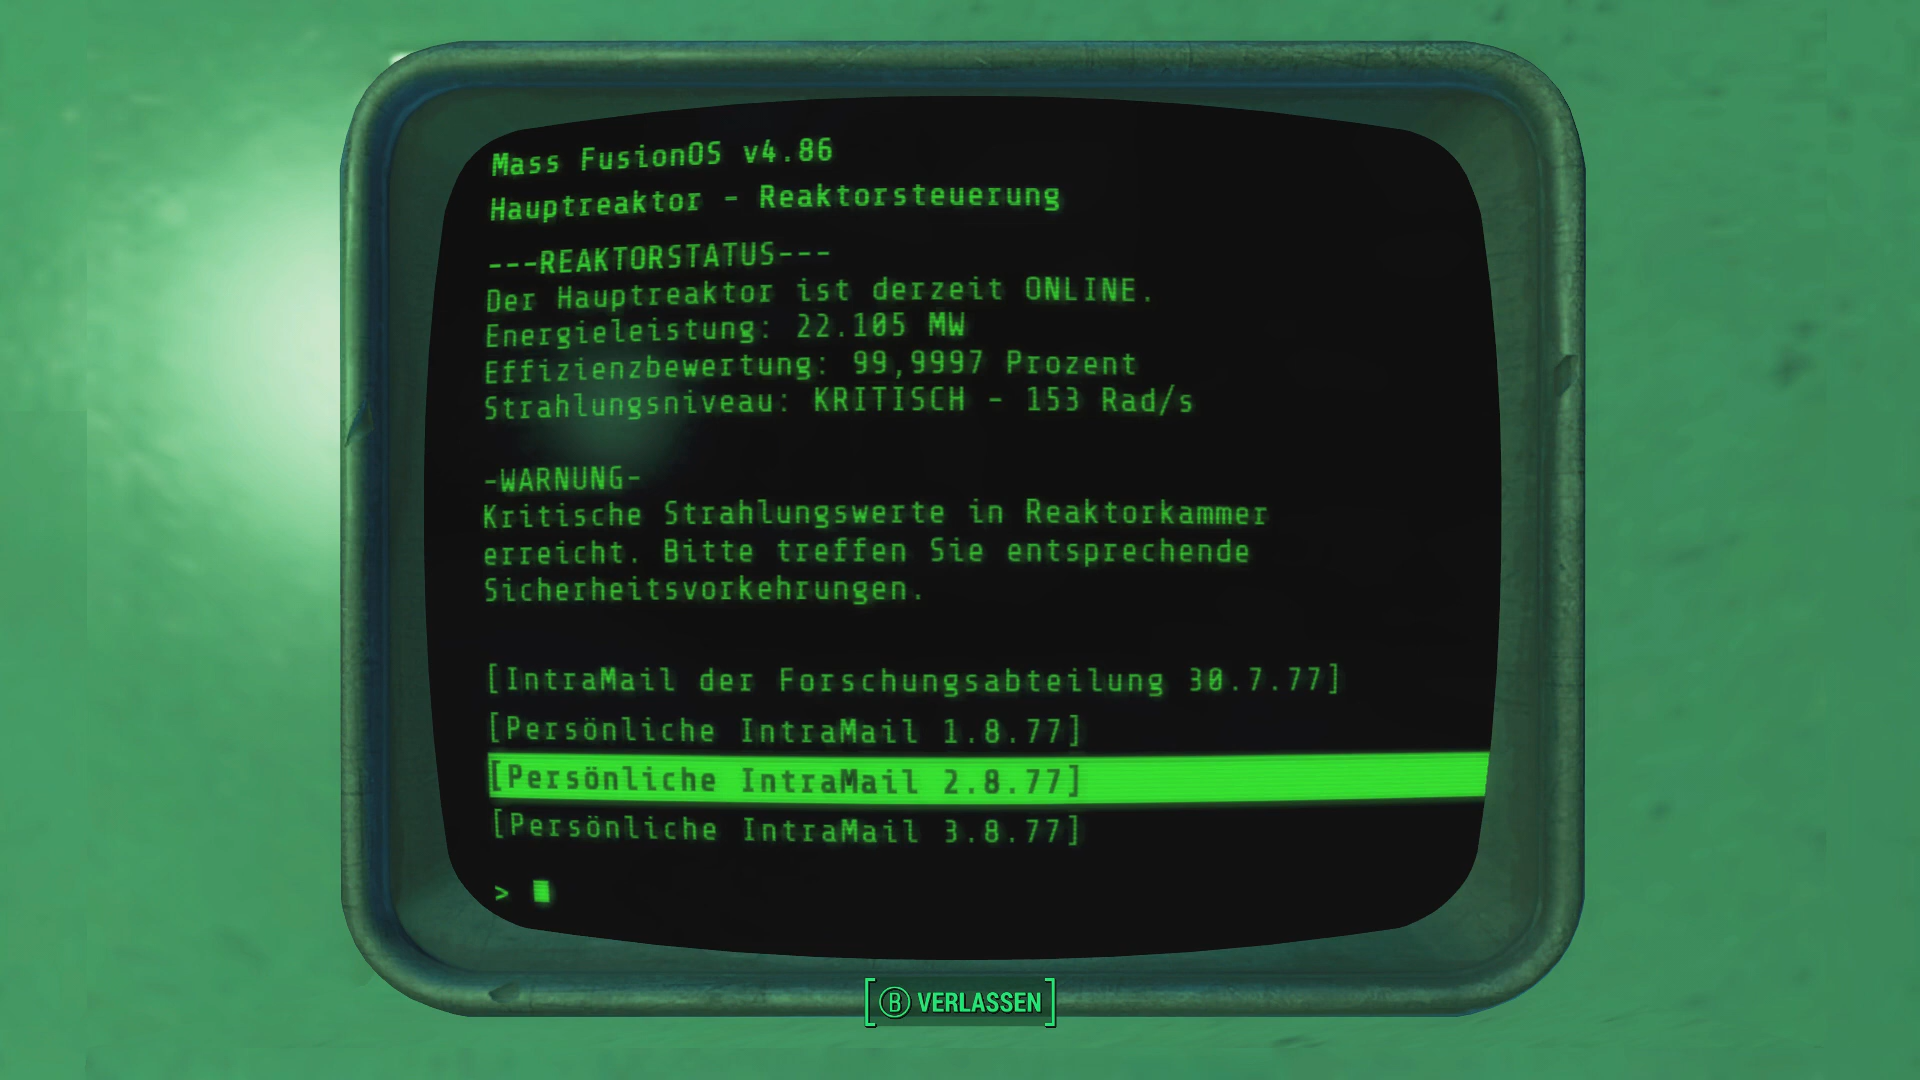 Mass FusionOS v4.86
Hauptreaktor - Reaktorsteuerung
---REAKTORSTATUS---
Der Hauptreaktor ist derzeit ONLINE.
Energieleistung: 22.105 MW
Effizienzbewertung: 99,9997 Prozent
Strahlungsniveau: KRITISCH - 153 Rad/s
-WARNUNG-
Kritische Strahlungswerte in Reaktorkammer
erreicht. Bitte treffen Sie entsprechende
Sicherheitsvorkehrungen.
[IntraMail der Forschungsabteilung 30.7.77]
[Persönliche IntraMail 1.8.77]
[Persönliche IntraMail 2.8.77]
[Persönliche IntraMail 3.8.77]
>
[Ⓑ VERLASSEN]